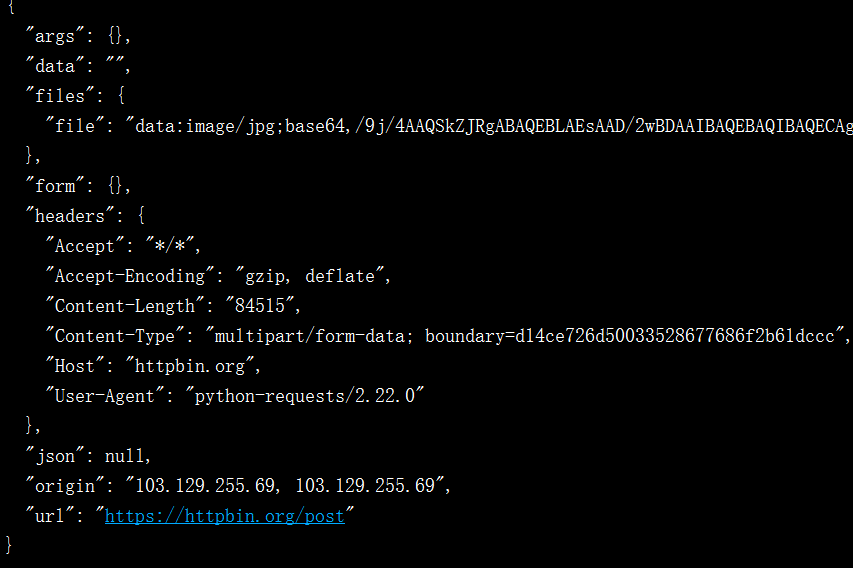 {
"args": {},
"data": "",
"files": {
"file": "data:image/jpg;base64,/9j/4AAQSkZJRgABAQEBLAEsAAD/2wBDAAIBAQEBAQIBAQECAg
},
"form": {},
"headers": {
"Accept": "*/*",
"Accept-Encoding": "gzip, deflate",
"Content-Length": "84515",
"Content-Type": "multipart/form-data; boundary=d14ce726d50033528677686f2b61dccc",
"Host": "httpbin.org",
"User-Agent": "python-requests/2.22.0"
},
"json": null,
"origin": "103.129.255.69, 103.129.255.69",
"url": "https://httpbin.org/post"
}